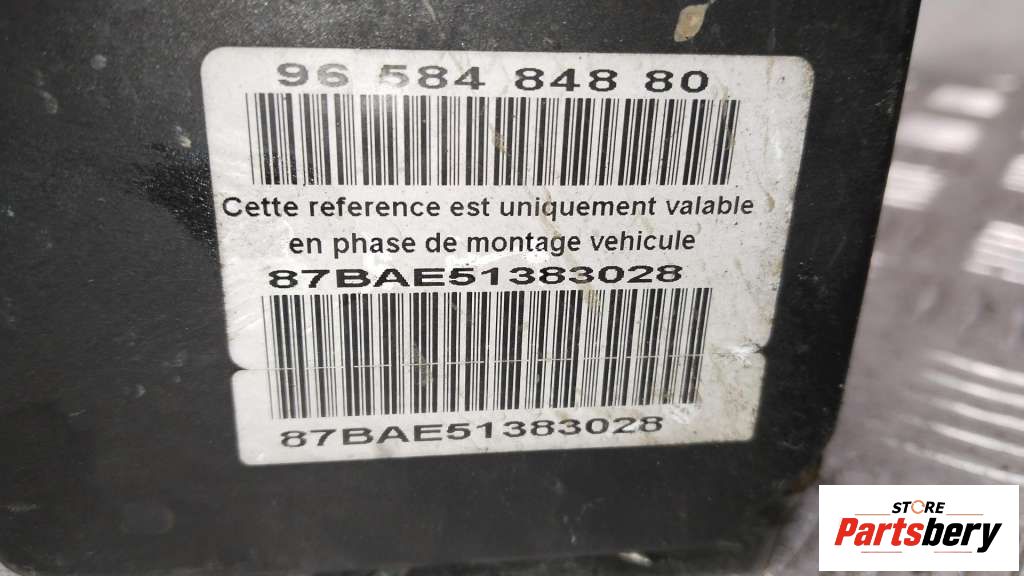 96 584 848 80
Cette reference est uniquement valable
en phase de montage vehicule
87BAE51383028
87BAE51383028
STORE
Partsbery